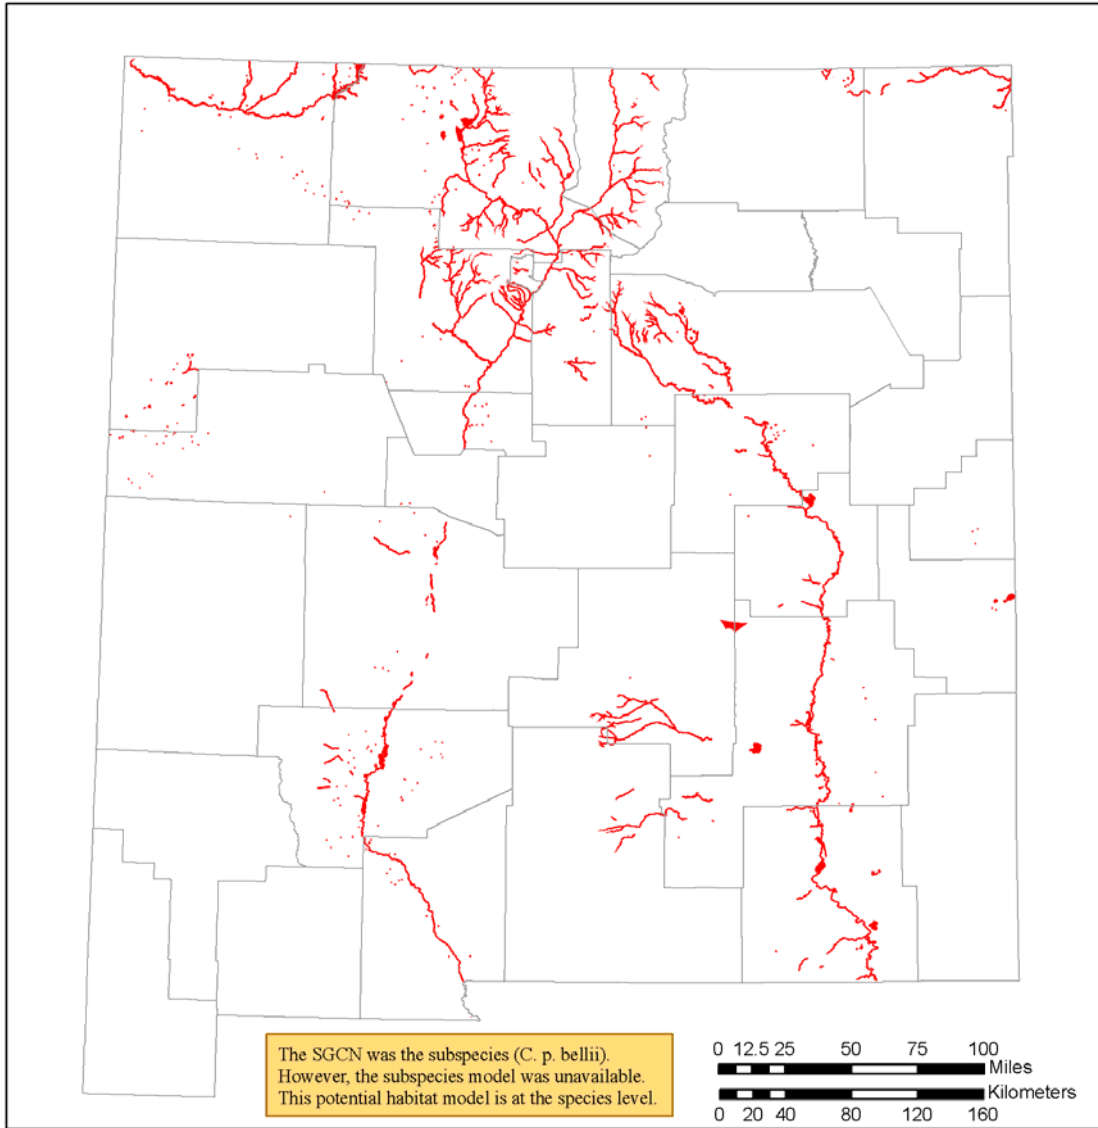 The SGCN was the subspecies (C. p. bellii).
However, the subspecies model was unavailable.
This potential habitat model is at the species level.
0 12.5 25 50 75 100
Miles
Kilometers
0 20 40 80 120 160